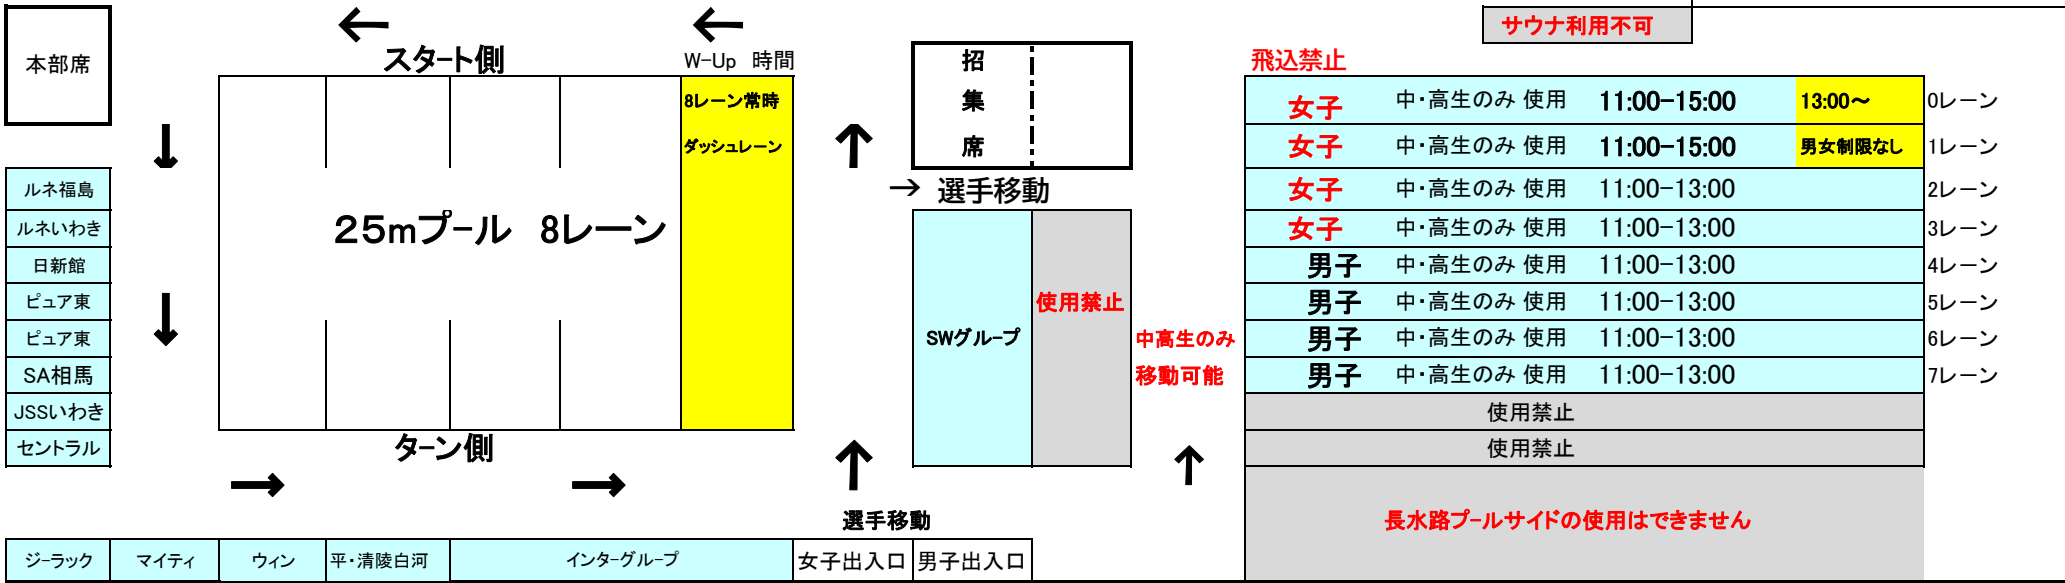 サウナ利用不可
本部席
スタート側
W-Up 時間
飛込禁止
8レーン常時
ダッシュレーン
招
集
席
→ 選手移動
女子 中・高生のみ 使用 11:00-15:00 13:00～ 0レーン
女子 中・高生のみ 使用 11:00-15:00 男女制限なし 1レーン
女子 中・高生のみ 使用 11:00-13:00 2レーン
女子 中・高生のみ 使用 11:00-13:00 3レーン
男子 中・高生のみ 使用 11:00-13:00 4レーン
男子 中・高生のみ 使用 11:00-13:00 5レーン
男子 中・高生のみ 使用 11:00-13:00 6レーン
男子 中・高生のみ 使用 11:00-13:00 7レーン
使用禁止
使用禁止
長水路プールサイドの使用はできません
ルネ福島
ルネいわき
日新館
ピュア東
ピュア東
SA相馬
JSSいわき
セントラル
25mプール 8レーン
SWグループ
使用禁止
中高生のみ
移動可能
ターン側
選手移動
ジーラック
マイティ
ウィン
平・清陵白河
インターグループ
女子出入口
男子出入口